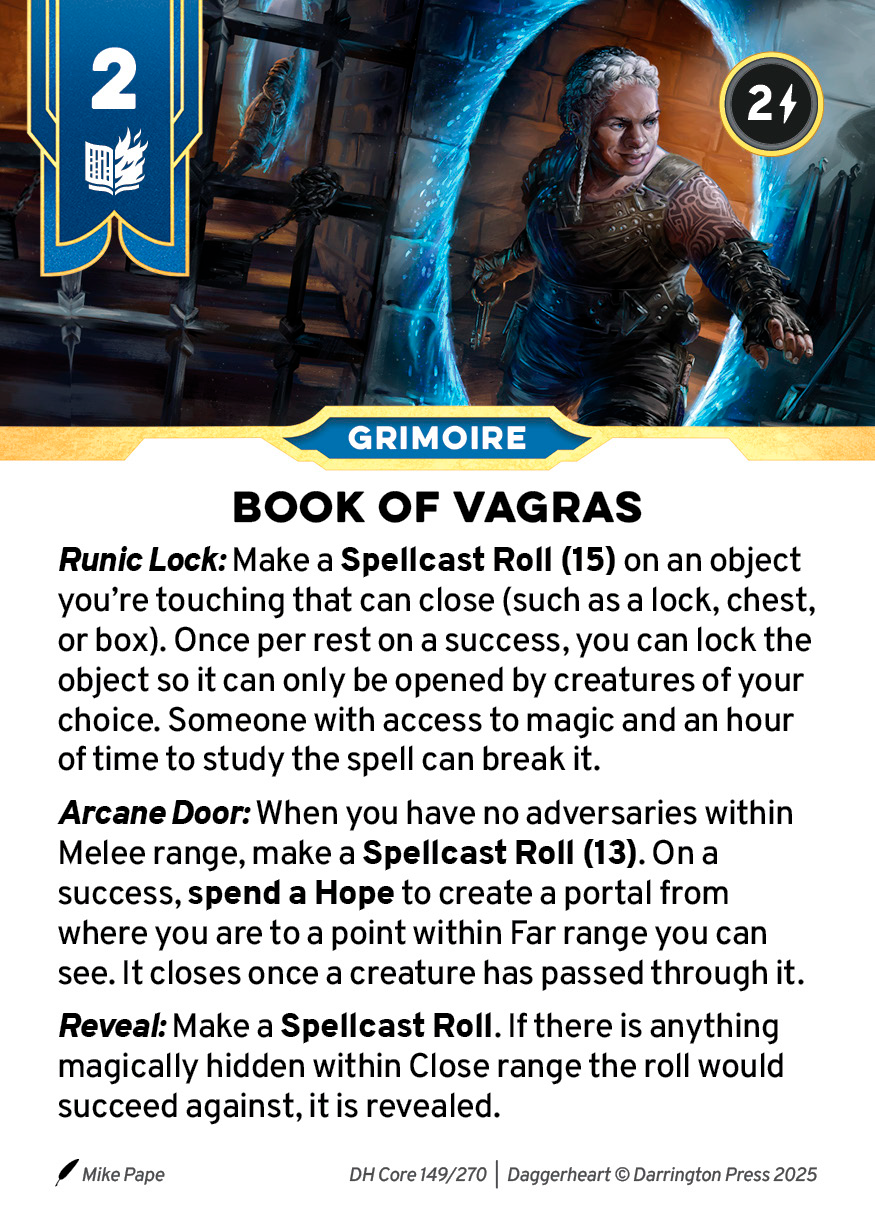 2
2
GRIMOIRE
BOOK OF VAGRAS
Runic Lock: Make a Spellcast Roll (15) on an object
you’re touching that can close (such as a lock, chest,
or box). Once per rest on a success, you can lock the
object so it can only be opened by creatures of your
choice. Someone with access to magic and an hour
of time to study the spell can break it.
Arcane Door: When you have no adversaries within
Melee range, make a Spellcast Roll (13). On a
success, spend a Hope to create a portal from
where you are to a point within Far range you can
see. It closes once a creature has passed through it.
Reveal: Make a Spellcast Roll. If there is anything
magically hidden within Close range the roll would
succeed against, it is revealed.
Mike Pape
DH Core 149/270 | Daggerheart © Darrington Press 2025